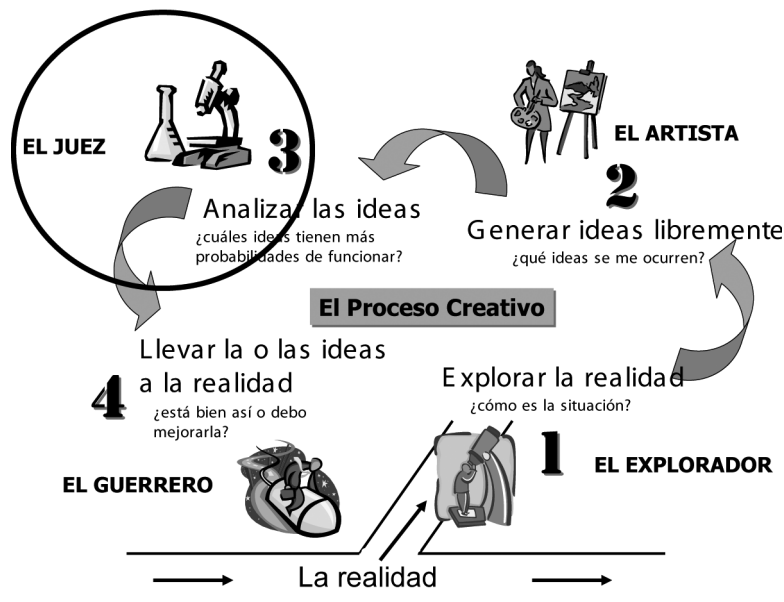 EL JUEZ
3
Analizar las ideas
¿cuáles ideas tienen más
probabilidades de funcionar?
EL ARTISTA
2
Generar ideas libremente
¿qué ideas se me ocurren?
El Proceso Creativo
Llevar la o las ideas
a la realidad
4
¿está bien así o debo
mejorarla?
EL GUERRERO
Explorar la realidad
¿cómo es la situación?
1
EL EXPLORADOR
La realidad